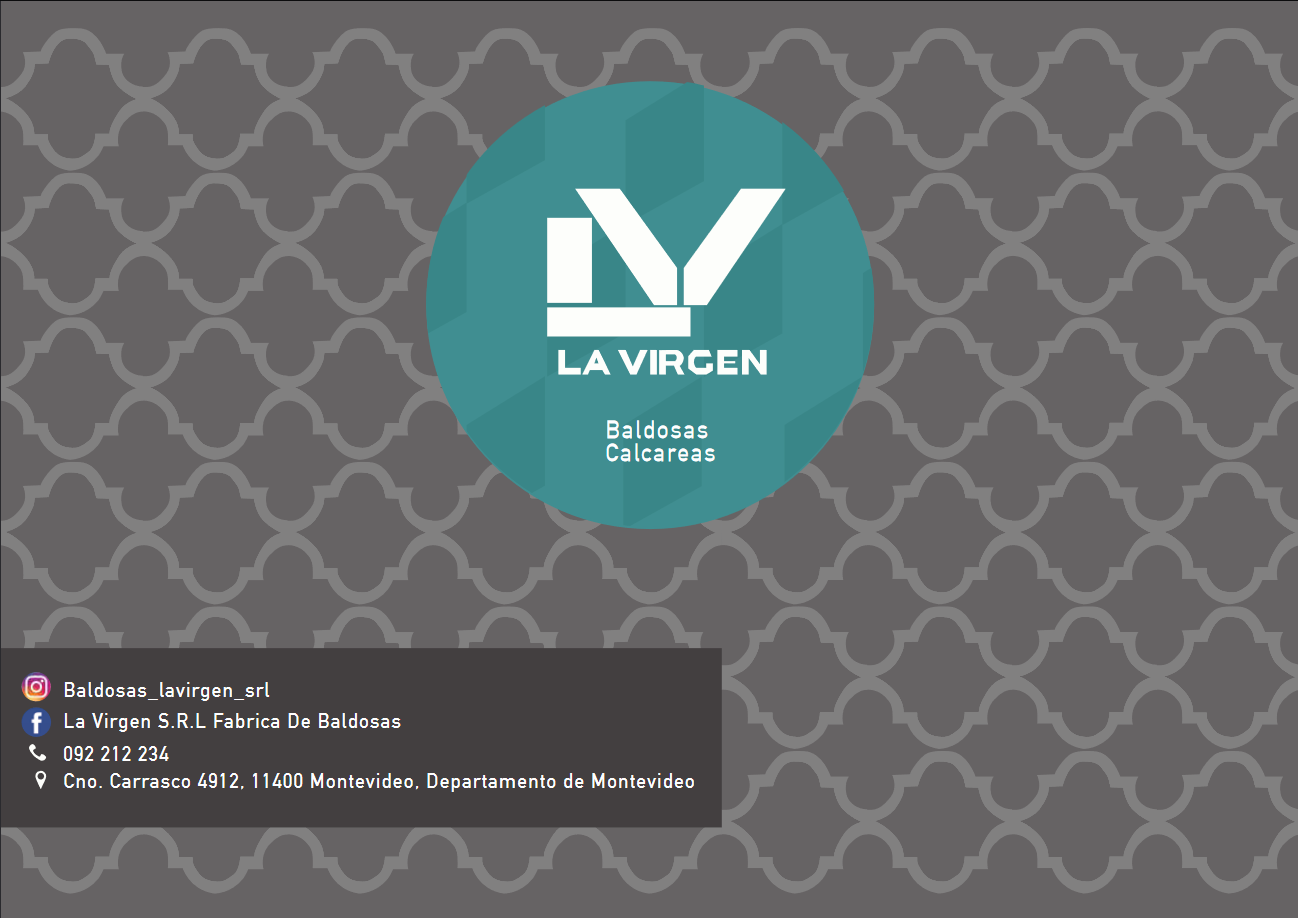 LV
LA VIRGEN
Baldosas
Calcareas
Baldosas_lavirgen_srl
La Virgen S.R.L Fabrica De Baldosas
092 212 234
Cno. Carrasco 4912, 11400 Montevideo, Departamento de Montevideo